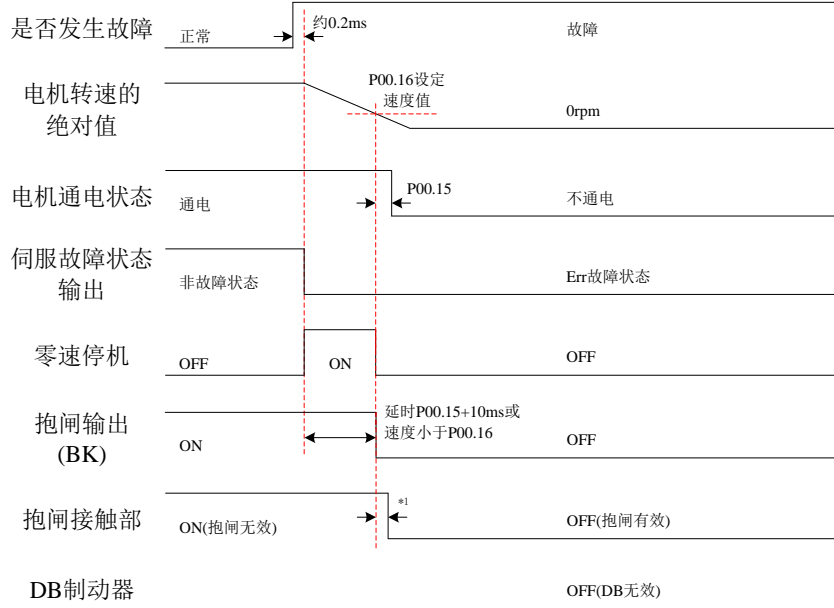 是否发生故障
正常
约0.2ms
故障
电机转速的
绝对值
P00.16设定
速度值
0rpm
电机通电状态
通电
P00.15
不通电
伺服故障状态
输出
非故障状态
Err故障状态
零速停机
OFF
ON
OFF
抱闸输出
(BK)
ON
延时P00.15+10ms或
速度小于P00.16
OFF
抱闸接触部
ON(抱闸无效)
*1
OFF(抱闸有效)
DB制动器
OFF(DB无效)